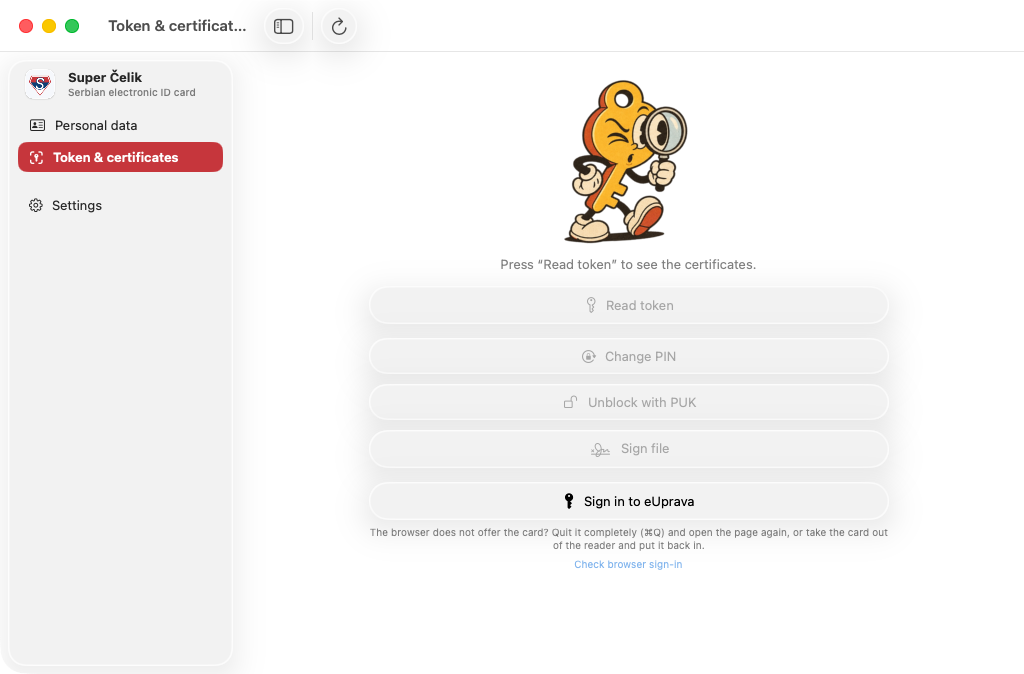 Token & certificat...
Super Čelik
Serbian electronic ID card
Personal data
Token & certificates
Settings
Press “Read token” to see the certificates.
Read token
Change PIN
Unblock with PUK
Sign file
Sign in to eUprava
The browser does not offer the card? Quit it completely (⌘Q) and open the page again, or take the card out
of the reader and put it back in.
Check browser sign-in